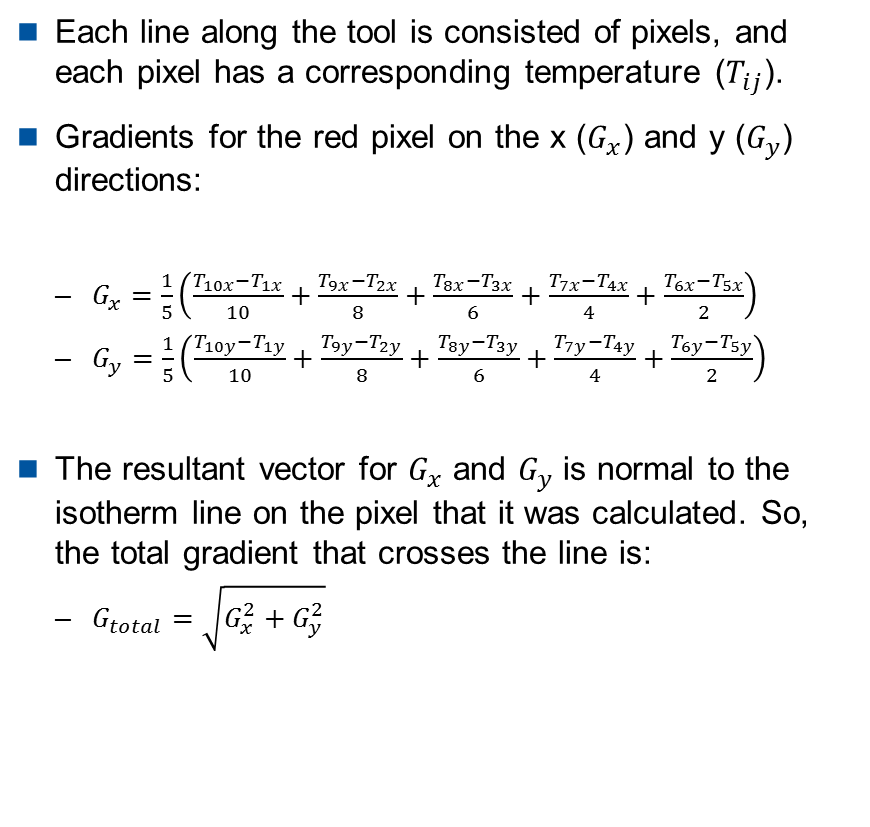 ■ Each line along the tool is consisted of pixels, and
each pixel has a corresponding temperature (T_{ij}).
■ Gradients for the red pixel on the x (G_x) and y (G_y)
directions:
– G_x = \frac{1}{5}\left(\frac{T_{10x}-T_{1x}}{10} + \frac{T_{9x}-T_{2x}}{8} + \frac{T_{8x}-T_{3x}}{6} + \frac{T_{7x}-T_{4x}}{4} + \frac{T_{6x}-T_{5x}}{2}\right)
– G_y = \frac{1}{5}\left(\frac{T_{10y}-T_{1y}}{10} + \frac{T_{9y}-T_{2y}}{8} + \frac{T_{8y}-T_{3y}}{6} + \frac{T_{7y}-T_{4y}}{4} + \frac{T_{6y}-T_{5y}}{2}\right)
■ The resultant vector for G_x and G_y is normal to the
isotherm line on the pixel that it was calculated. So,
the total gradient that crosses the line is:
– G_{total} = \sqrt{G_x^2 + G_y^2}